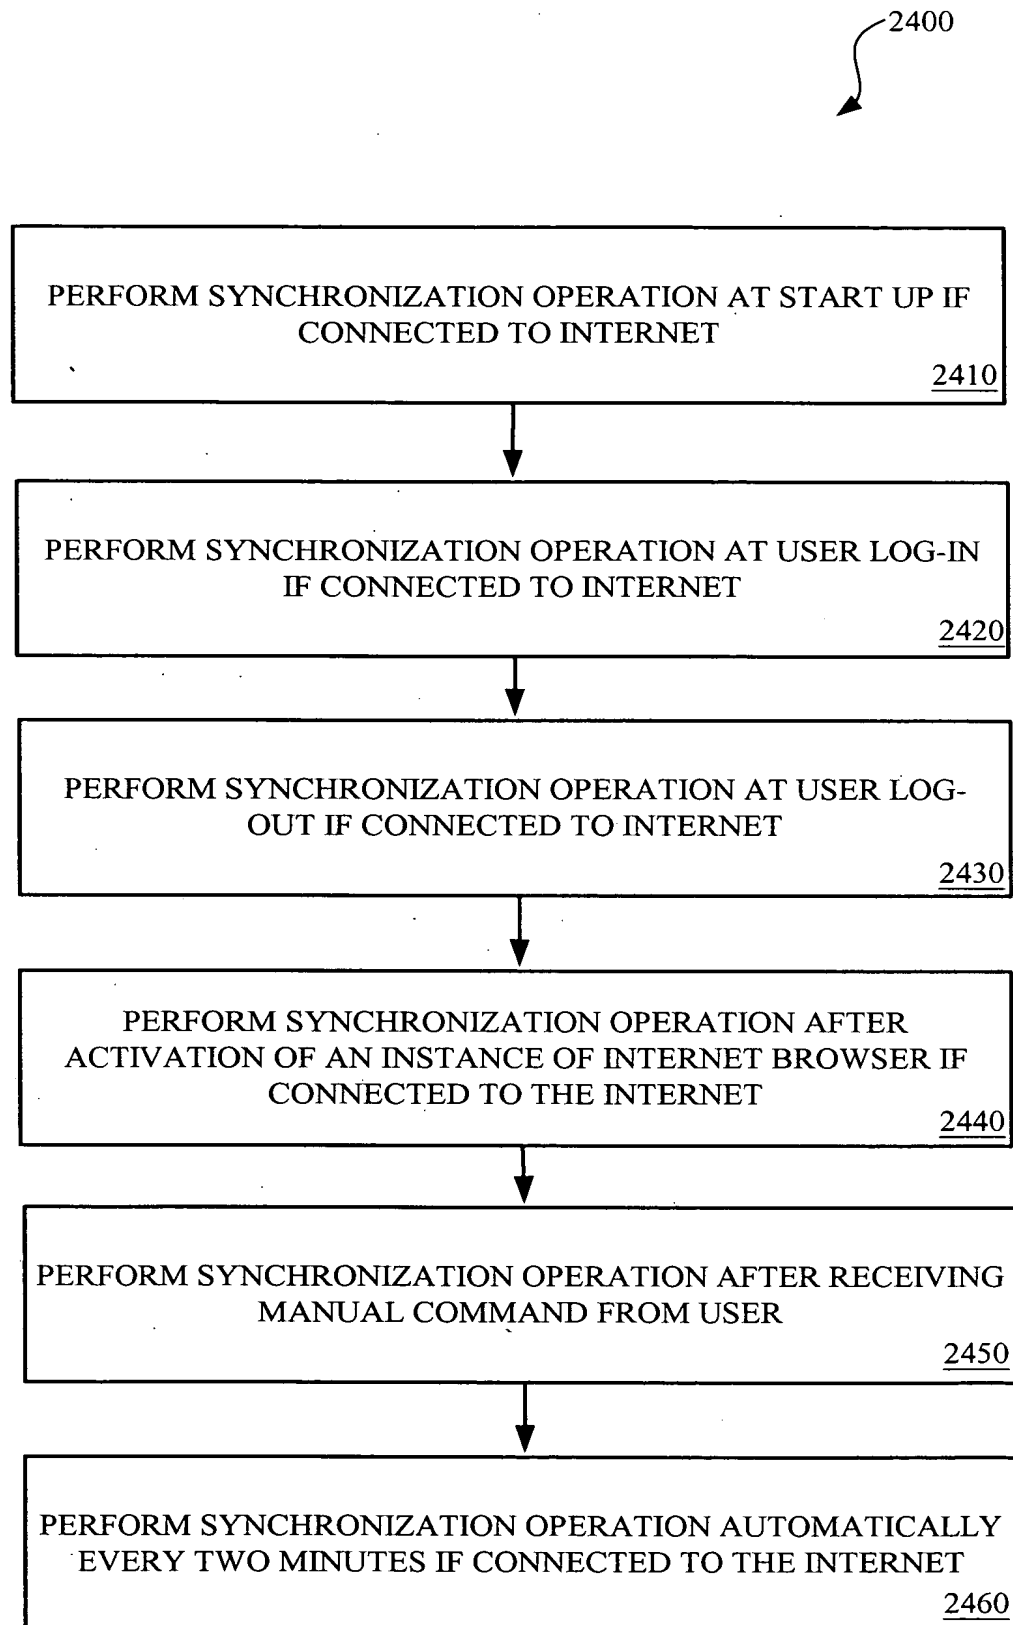 2400
PERFORM SYNCHRONIZATION OPERATION AT START UP IF
CONNECTED TO INTERNET
2410
PERFORM SYNCHRONIZATION OPERATION AT USER LOG-IN
IF CONNECTED TO INTERNET
2420
PERFORM SYNCHRONIZATION OPERATION AT USER LOG-
OUT IF CONNECTED TO INTERNET
2430
PERFORM SYNCHRONIZATION OPERATION AFTER
ACTIVATION OF AN INSTANCE OF INTERNET BROWSER IF
CONNECTED TO THE INTERNET
2440
PERFORM SYNCHRONIZATION OPERATION AFTER RECEIVING
MANUAL COMMAND FROM USER
2450
PERFORM SYNCHRONIZATION OPERATION AUTOMATICALLY
EVERY TWO MINUTES IF CONNECTED TO THE INTERNET
2460